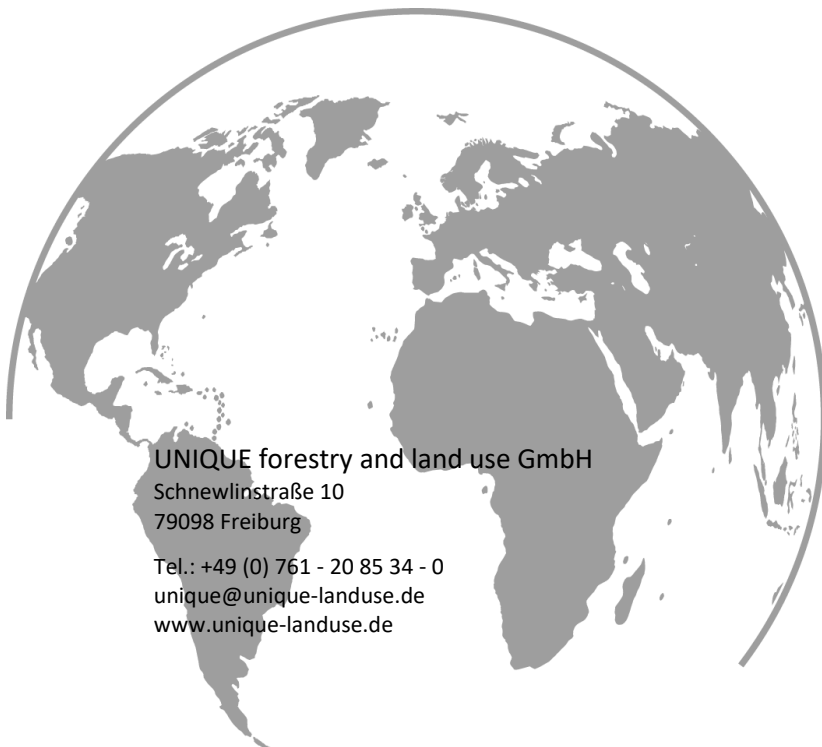 UNIQUE forestry and land use GmbH
Schnewlinstraße 10
79098 Freiburg
Tel.: +49 (0) 761 - 20 85 34 - 0
unique@unique-landuse.de
www.unique-landuse.de